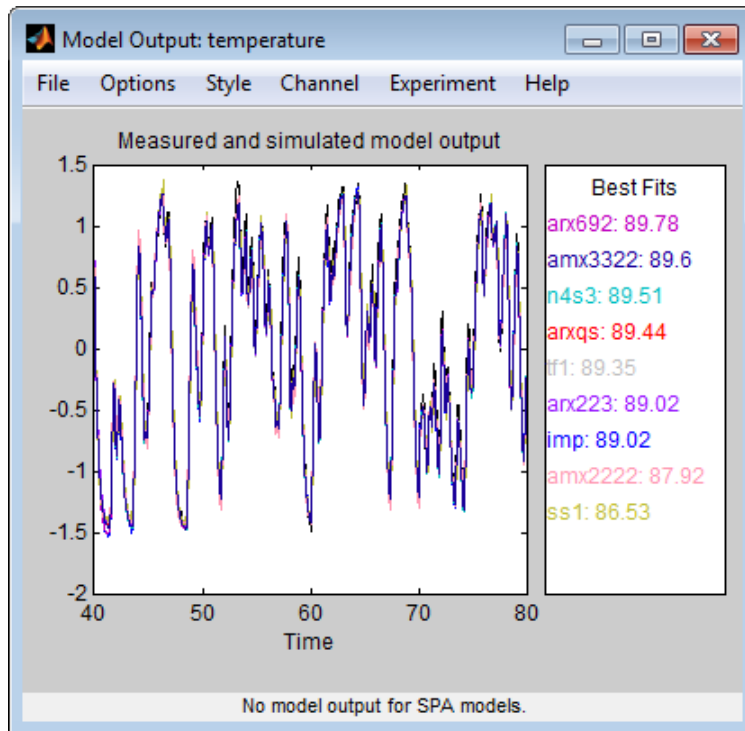 Model Output: temperature
File Options Style Channel Experiment Help
Measured and simulated model output
1.5
1
0.5
0
-0.5
-1
-1.5
-2
40 50 60 70 80
Time
Best Fits
arx692: 89.78
amx3322: 89.6
n4s3: 89.51
arxqs: 89.44
tf1: 89.35
arx223: 89.02
imp: 89.02
amx2222: 87.92
ss1: 86.53
No model output for SPA models.